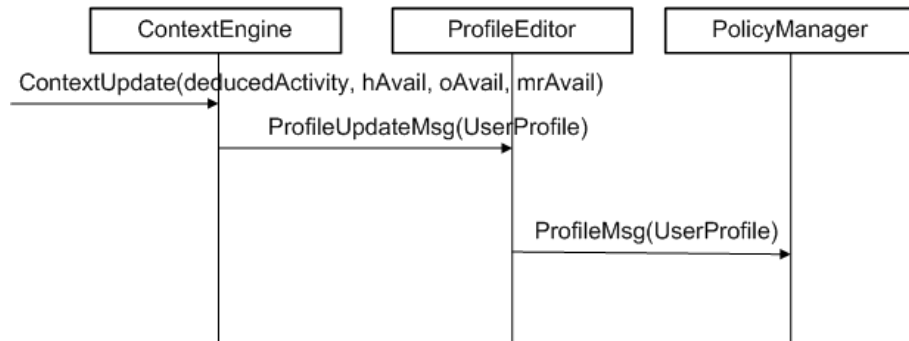 ContextEngine
ProfileEditor
PolicyManager
ContextUpdate(deducedActivity, hAvail, oAvail, mrAvail)
ProfileUpdateMsg(UserProfile)
ProfileMsg(UserProfile)